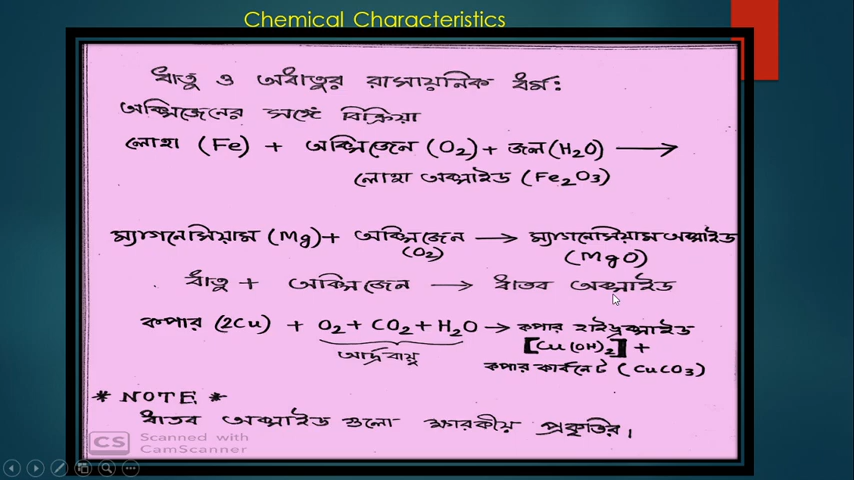 Chemical Characteristics
ধাতু ও অধাতুর রাসায়নিক ধর্ম:
অক্সিজেনের সঙ্গে বিক্রিয়া
লোহা (Fe) + অক্সিজেন (O2) + জল (H2O) ⟶
লোহা অক্সাইড (Fe2O3)
ম্যাগনেসিয়াম (Mg) + অক্সিজেন ⟶ ম্যাগনেসিয়াম অক্সাইড
(O2) (MgO)
ধাতু + অক্সিজেন ⟶ ধাতব অক্সাইড
কপার (2Cu) + O2 + CO2 + H2O → কপার হাইড্রক্সাইড
আর্দ্র বায়ু [Cu(OH)2] +
কপার কার্বনেট (CuCO3)
* NOTE *
ধাতব অক্সাইড গুলো ক্ষারকীয় প্রকৃতির।
CS Scanned with
CamScanner